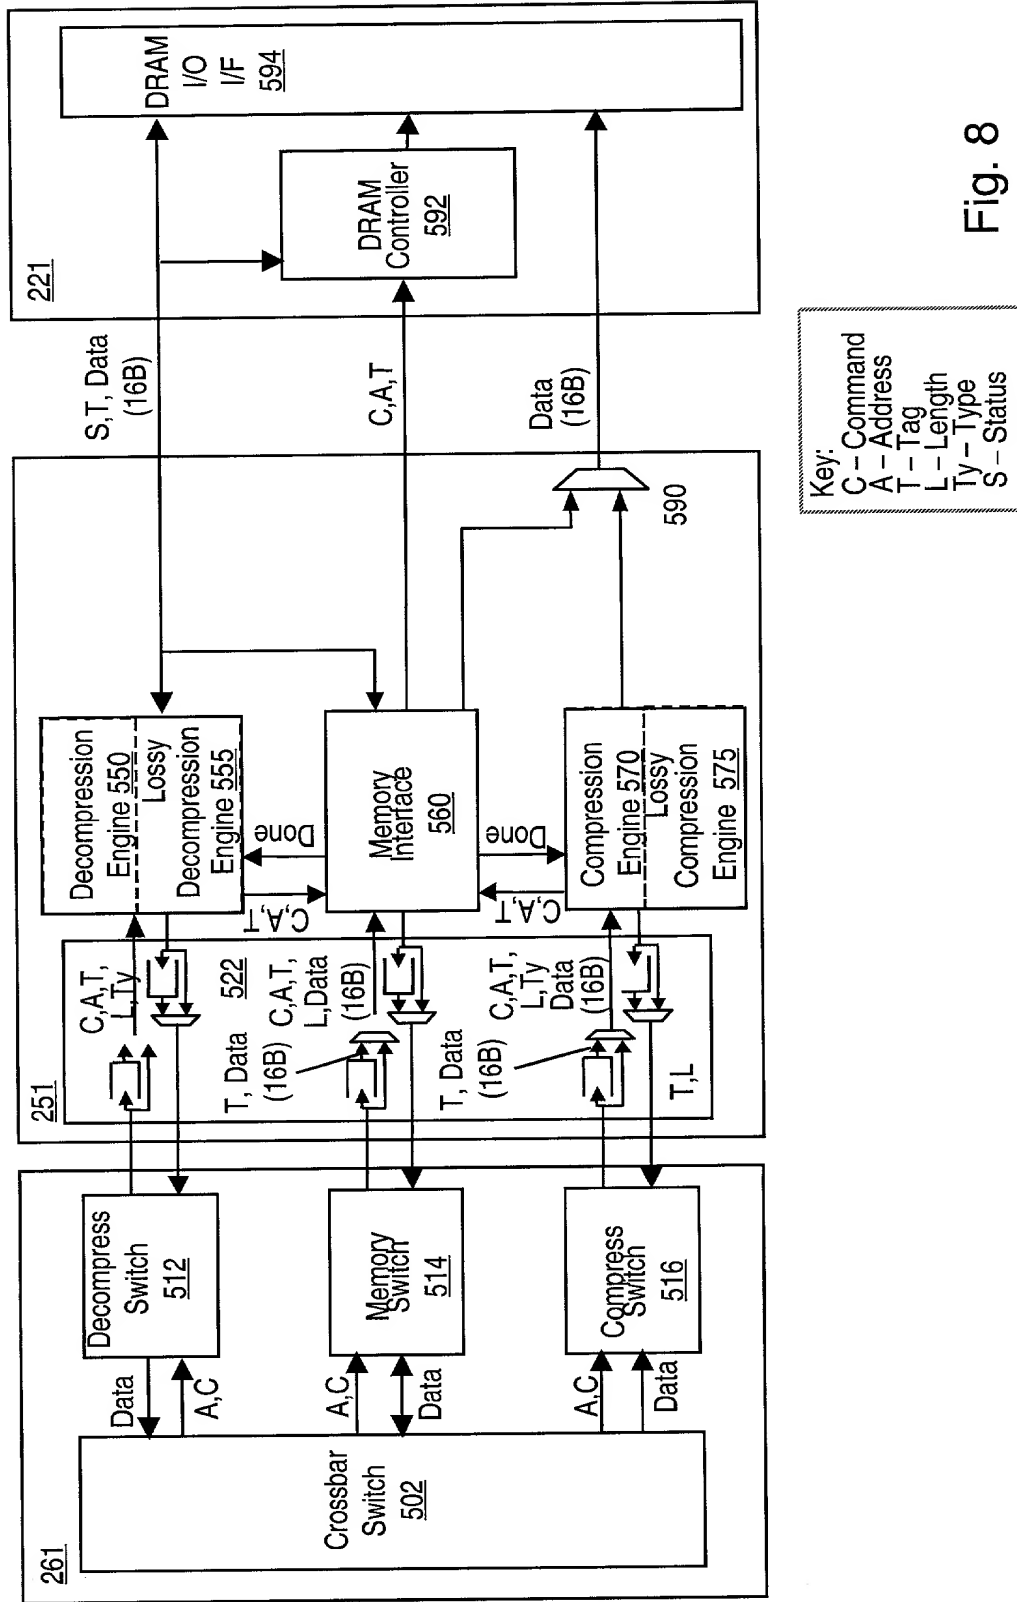 261
Crossbar
Switch
502
Data
A,C
A,C
Data
A,C
Data
Decompress
Switch
512
Memory
Switch
514
Compress
Switch
516
251
522
C,A,T,
L,Ty
T, Data
(16B)
C,A,T,
L,Data
(16B)
T, Data
(16B)
C,A,T,
L,Ty
Data
(16B)
T,L
Decompression
Engine 550
Lossy
Decompression
Engine 555
Done
C,A,T
Memory
Interface
560
Done
C,A,T
Compression
Engine 570
Lossy
Compression
Engine 575
590
S,T, Data
(16B)
C,A,T
Data
(16B)
221
DRAM
Controller
592
DRAM
I/O
I/F
594
Key:
C – Command
A – Address
T – Tag
L – Length
Ty – Type
S – Status
Fig. 8